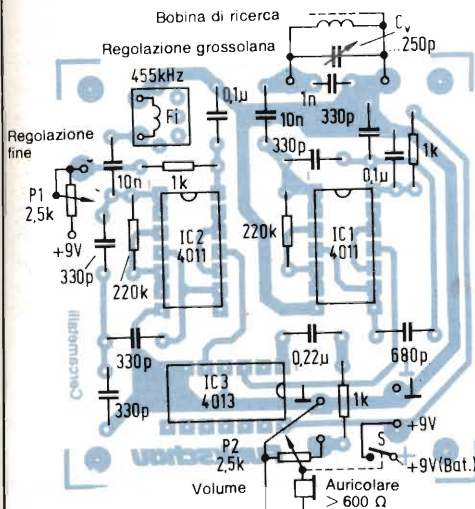 Bobina di ricerca
Cv
...250p
Regolazione grossolana
455kHz
Fi
0,1µ
10n
1n
330p
330p
Regolazione
fine
P1
2,5k
+9V
10n
1k
0,1µ
1k
330p
220k
IC2
4011
220k
IC1
4011
330p
0,22µ
680p
Cercametalli
330p
IC3
4013
1k
P2
2,5k
Volume
S
+9V
+9V(Bat.)
Auricolare
> 600 Ω